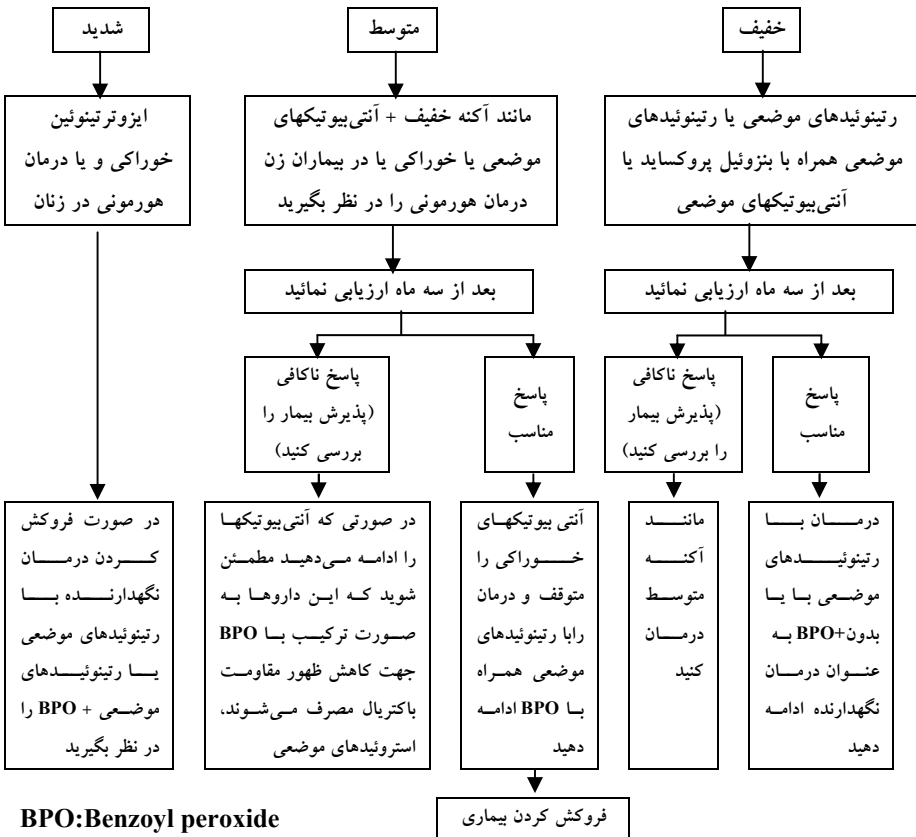 خفیف
متوسط
شدید
رتینوئیدهای موضعی یا رتینوئیدهای
موضعی همراه با بنزوئیل پروکساید یا
آنتی‌بیوتیکهای موضعی
مانند آکنه خفیف + آنتی‌بیوتیکهای
موضعی یا خوراکی یا در بیماران زن
درمان هورمونی را در نظر بگیرید
ایزوترتینوئین
خوراکی و یا درمان
هورمونی در زنان
بعد از سه ماه ارزیابی نمائید
بعد از سه ماه ارزیابی نمائید
پاسخ
مناسب
پاسخ ناکافی
(پذیرش بیمار
را بررسی کنید)
پاسخ
مناسب
پاسخ ناکافی
(پذیرش بیمار را
بررسی کنید)
درمان با
رتینوئیدهای
موضعی با یا
بدون+BPO به
عنوان درمان
نگهدارنده ادامه
دهید
مانند
آکنه
متوسط
درمان
کنید
آنتی بیوتیکهای
خوراکی را
متوقف و درمان
رابا رتینوئیدهای
موضعی همراه
با BPO ادامه
دهید
در صورتی که آنتی‌بیوتیکها
را ادامه می‌دهید مطمئن
شوید که این داروها به
صورت ترکیب با BPO
جهت کاهش ظهور مقاومت
باکتریال مصرف می‌شوند،
استروئیدهای موضعی
در صورت فروکش
کردن درمان
نگهدارنده با
رتینوئیدهای موضعی
یا رتینوئیدهای
موضعی + BPO را
در نظر بگیرید
فروکش کردن بیماری
BPO:Benzoyl peroxide